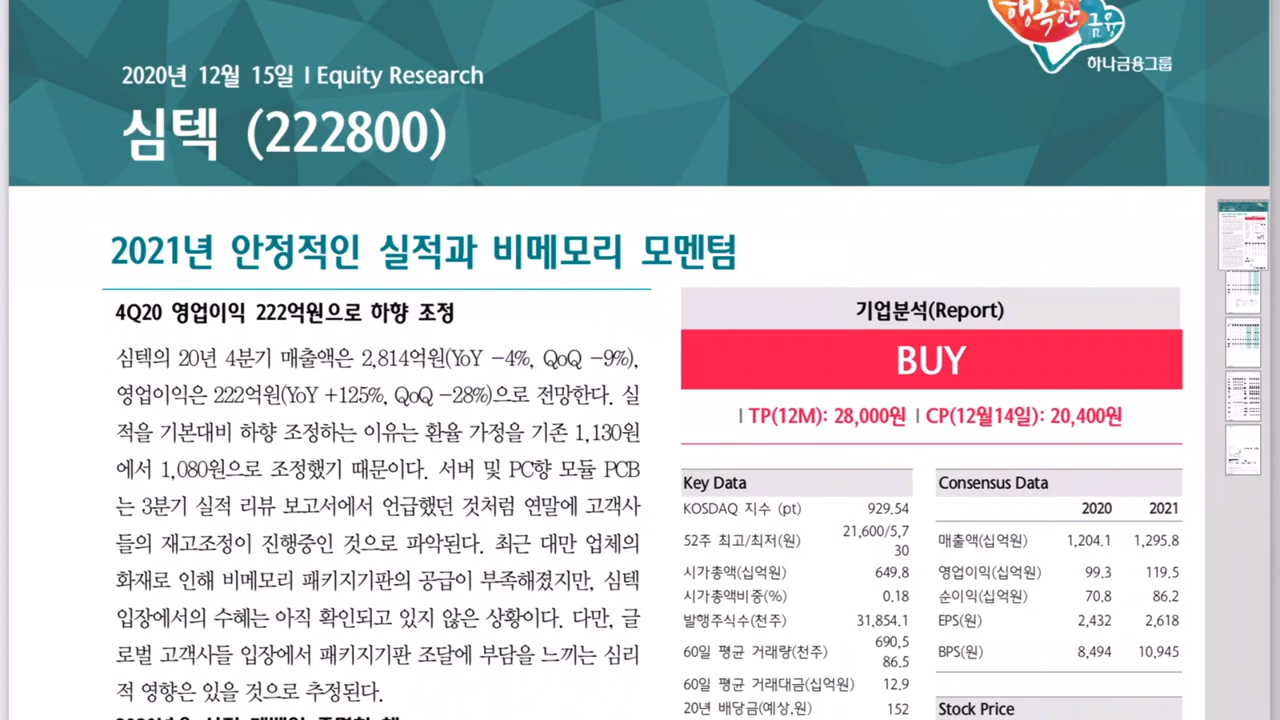 행복한
금융
하나금융그룹
2020년 12월 15일 I Equity Research
심텍 (222800)
2021년 안정적인 실적과 비메모리 모멘텀
4Q20 영업이익 222억원으로 하향 조정
심텍의 20년 4분기 매출액은 2,814억원(YoY -4%, QoQ -9%),
영업이익은 222억원(YoY +125%, QoQ -28%)으로 전망한다. 실
적을 기본대비 하향 조정하는 이유는 환율 가정을 기존 1,130원
에서 1,080원으로 조정했기 때문이다. 서버 및 PC향 모듈 PCB
는 3분기 실적 리뷰 보고서에서 언급했던 것처럼 연말에 고객사
들의 재고조정이 진행중인 것으로 파악된다. 최근 대만 업체의
화재로 인해 비메모리 패키지기판의 공급이 부족해졌지만, 심텍
입장에서의 수혜는 아직 확인되고 있지 않은 상황이다. 다만, 글
로벌 고객사들 입장에서 패키지기판 조달에 부담을 느끼는 심리
적 영향은 있을 것으로 추정된다.
기업분석(Report)
BUY
I TP(12M): 28,000원 I CP(12월14일): 20,400원
Key Data
KOSDAQ 지수 (pt) 929.54
52주 최고/최저(원) 21,600/5,7
30
시가총액(십억원) 649.8
시가총액비중(%) 0.18
발행주식수(천주) 31,854.1
60일 평균 거래량(천주) 690.5
86.5
60일 평균 거래대금(십억원) 12.9
20년 배당금(예상,원) 152
Consensus Data
2020 2021
매출액(십억원) 1,204.1 1,295.8
영업이익(십억원) 99.3 119.5
순이익(십억원) 70.8 86.2
EPS(원) 2,432 2,618
BPS(원) 8,494 10,945
Stock Price